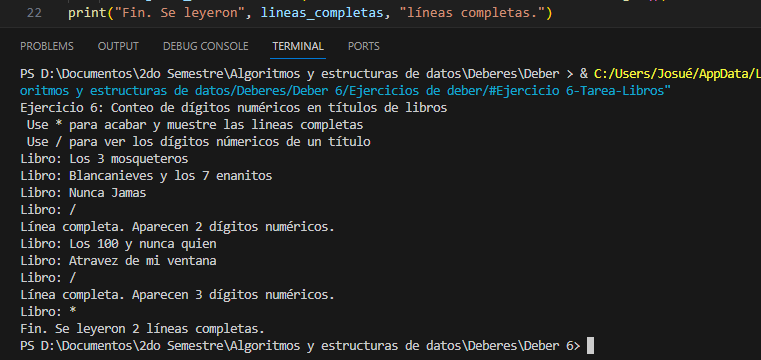 22 print("Fin. Se leyeron", lineas_completas, "líneas completas.")
PROBLEMS OUTPUT DEBUG CONSOLE TERMINAL PORTS
PS D:\Documentos\2do Semestre\Algoritmos y estructuras de datos\Deberes\Deber > & C:/Users/Josué/AppData/L
oritmos y estructuras de datos/Deberes/Deber 6/Ejercicios de deber/#Ejercicio 6-Tarea-Libros"
Ejercicio 6: Conteo de dígitos numéricos en títulos de libros
Use * para acabar y muestre las lineas completas
Use / para ver los dígitos númericos de un título
Libro: Los 3 mosqueteros
Libro: Blancanieves y los 7 enanitos
Libro: Nunca Jamas
Libro: /
Línea completa. Aparecen 2 dígitos numéricos.
Libro: Los 100 y nunca quien
Libro: Atravez de mi ventana
Libro: /
Línea completa. Aparecen 3 dígitos numéricos.
Libro: *
Fin. Se leyeron 2 líneas completas.
PS D:\Documentos\2do Semestre\Algoritmos y estructuras de datos\Deberes\Deber 6>